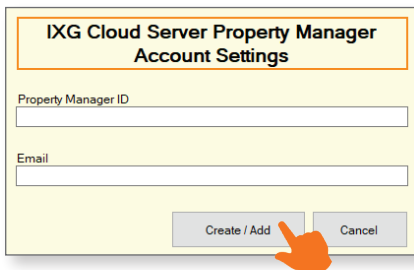 IXG Cloud Server Property Manager
Account Settings
Property Manager ID
Email
Create / Add
Cancel